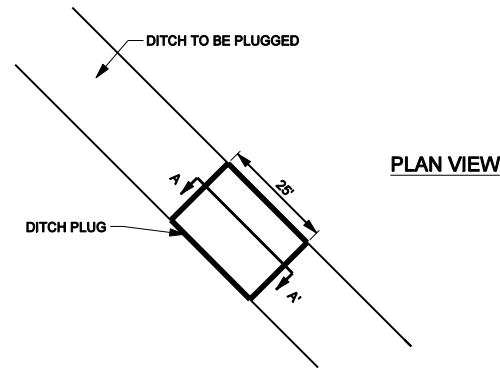 DITCH TO BE PLUGGED
PLAN VIEW
A
25'
DITCH PLUG
A'